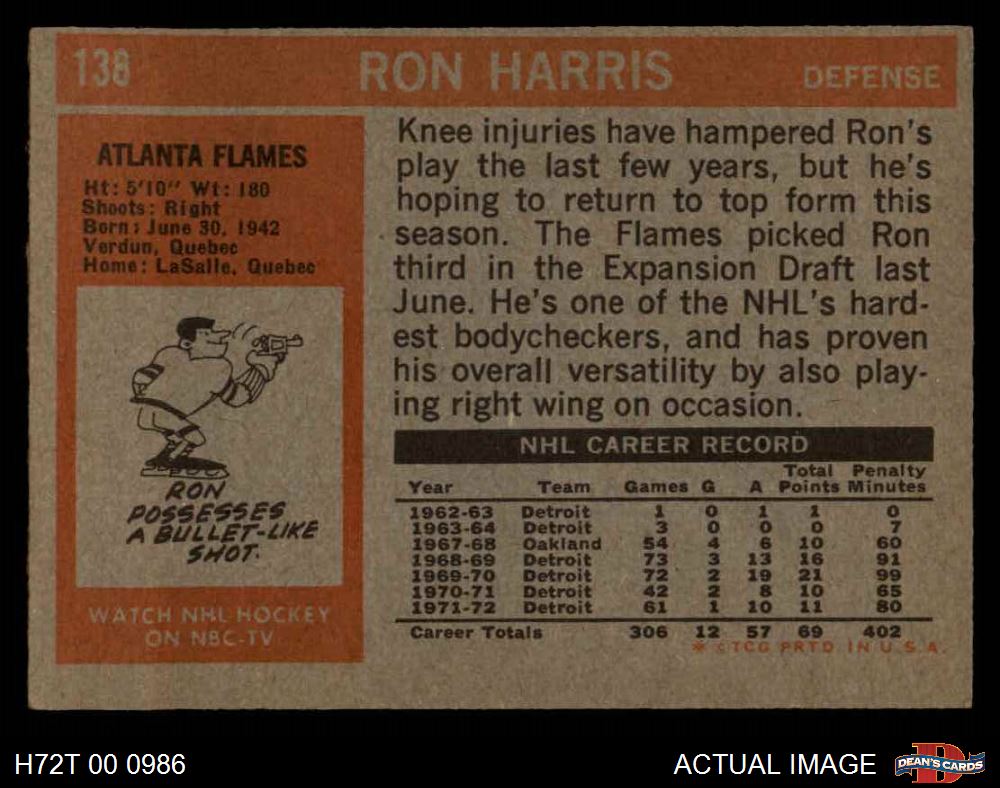 138 RON HARRIS DEFENSE
ATLANTA FLAMES
Ht: 5'10" Wt: 180
Shoots: Right
Born: June 30, 1942
Verdun, Quebec
Home: LaSalle, Quebec
RON
POSSESSES
A BULLET-LIKE
SHOT.
WATCH NHL HOCKEY
ON NBC-TV
Knee injuries have hampered Ron's
play the last few years, but he's
hoping to return to top form this
season. The Flames picked Ron
third in the Expansion Draft last
June. He's one of the NHL's hard-
est bodycheckers, and has proven
his overall versatility by also play-
ing right wing on occasion.
NHL CAREER RECORD
Total Penalty
Year Team Games G A Points Minutes
1962-63 Detroit 1 0 1 1 0
1963-64 Detroit 3 0 0 0 7
1967-68 Oakland 54 4 6 10 60
1968-69 Detroit 73 3 13 16 91
1969-70 Detroit 72 2 19 21 99
1970-71 Detroit 42 2 8 10 65
1971-72 Detroit 61 1 10 11 80
Career Totals 306 12 57 69 402
* © TCG PRTD IN U.S.A.
H72T 00 0986 ACTUAL IMAGE DEAN'S CARDS